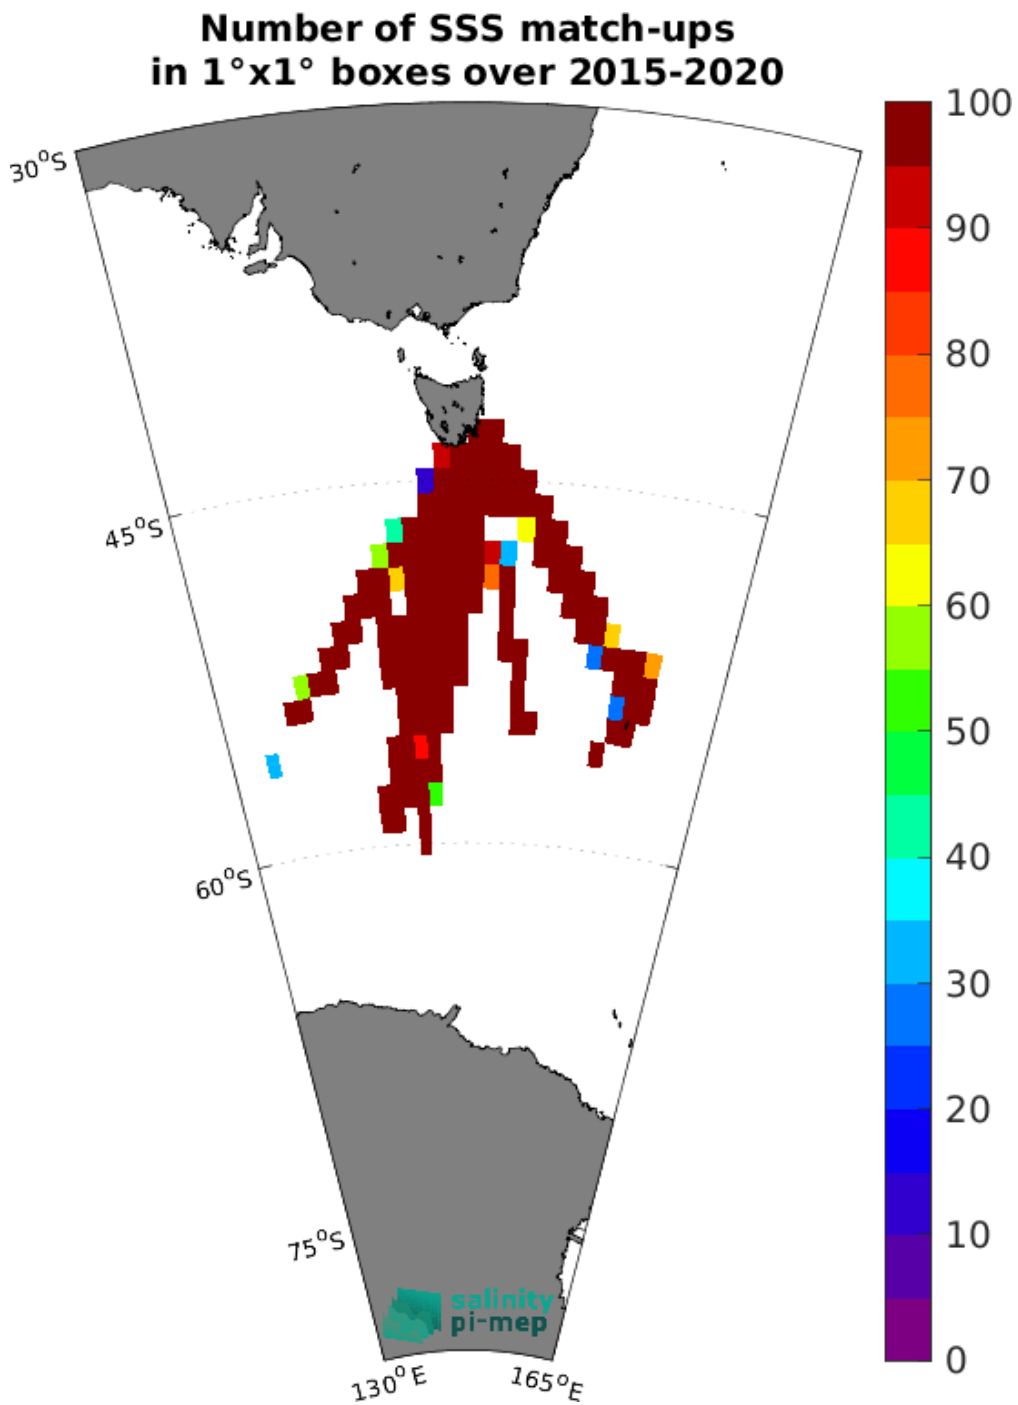 Number of SSS match-ups
in 1°x1° boxes over 2015-2020
30°S
45°S
60°S
75°S
130°E
165°E
100
90
80
70
60
50
40
30
20
10
0
salinity
pi-mep